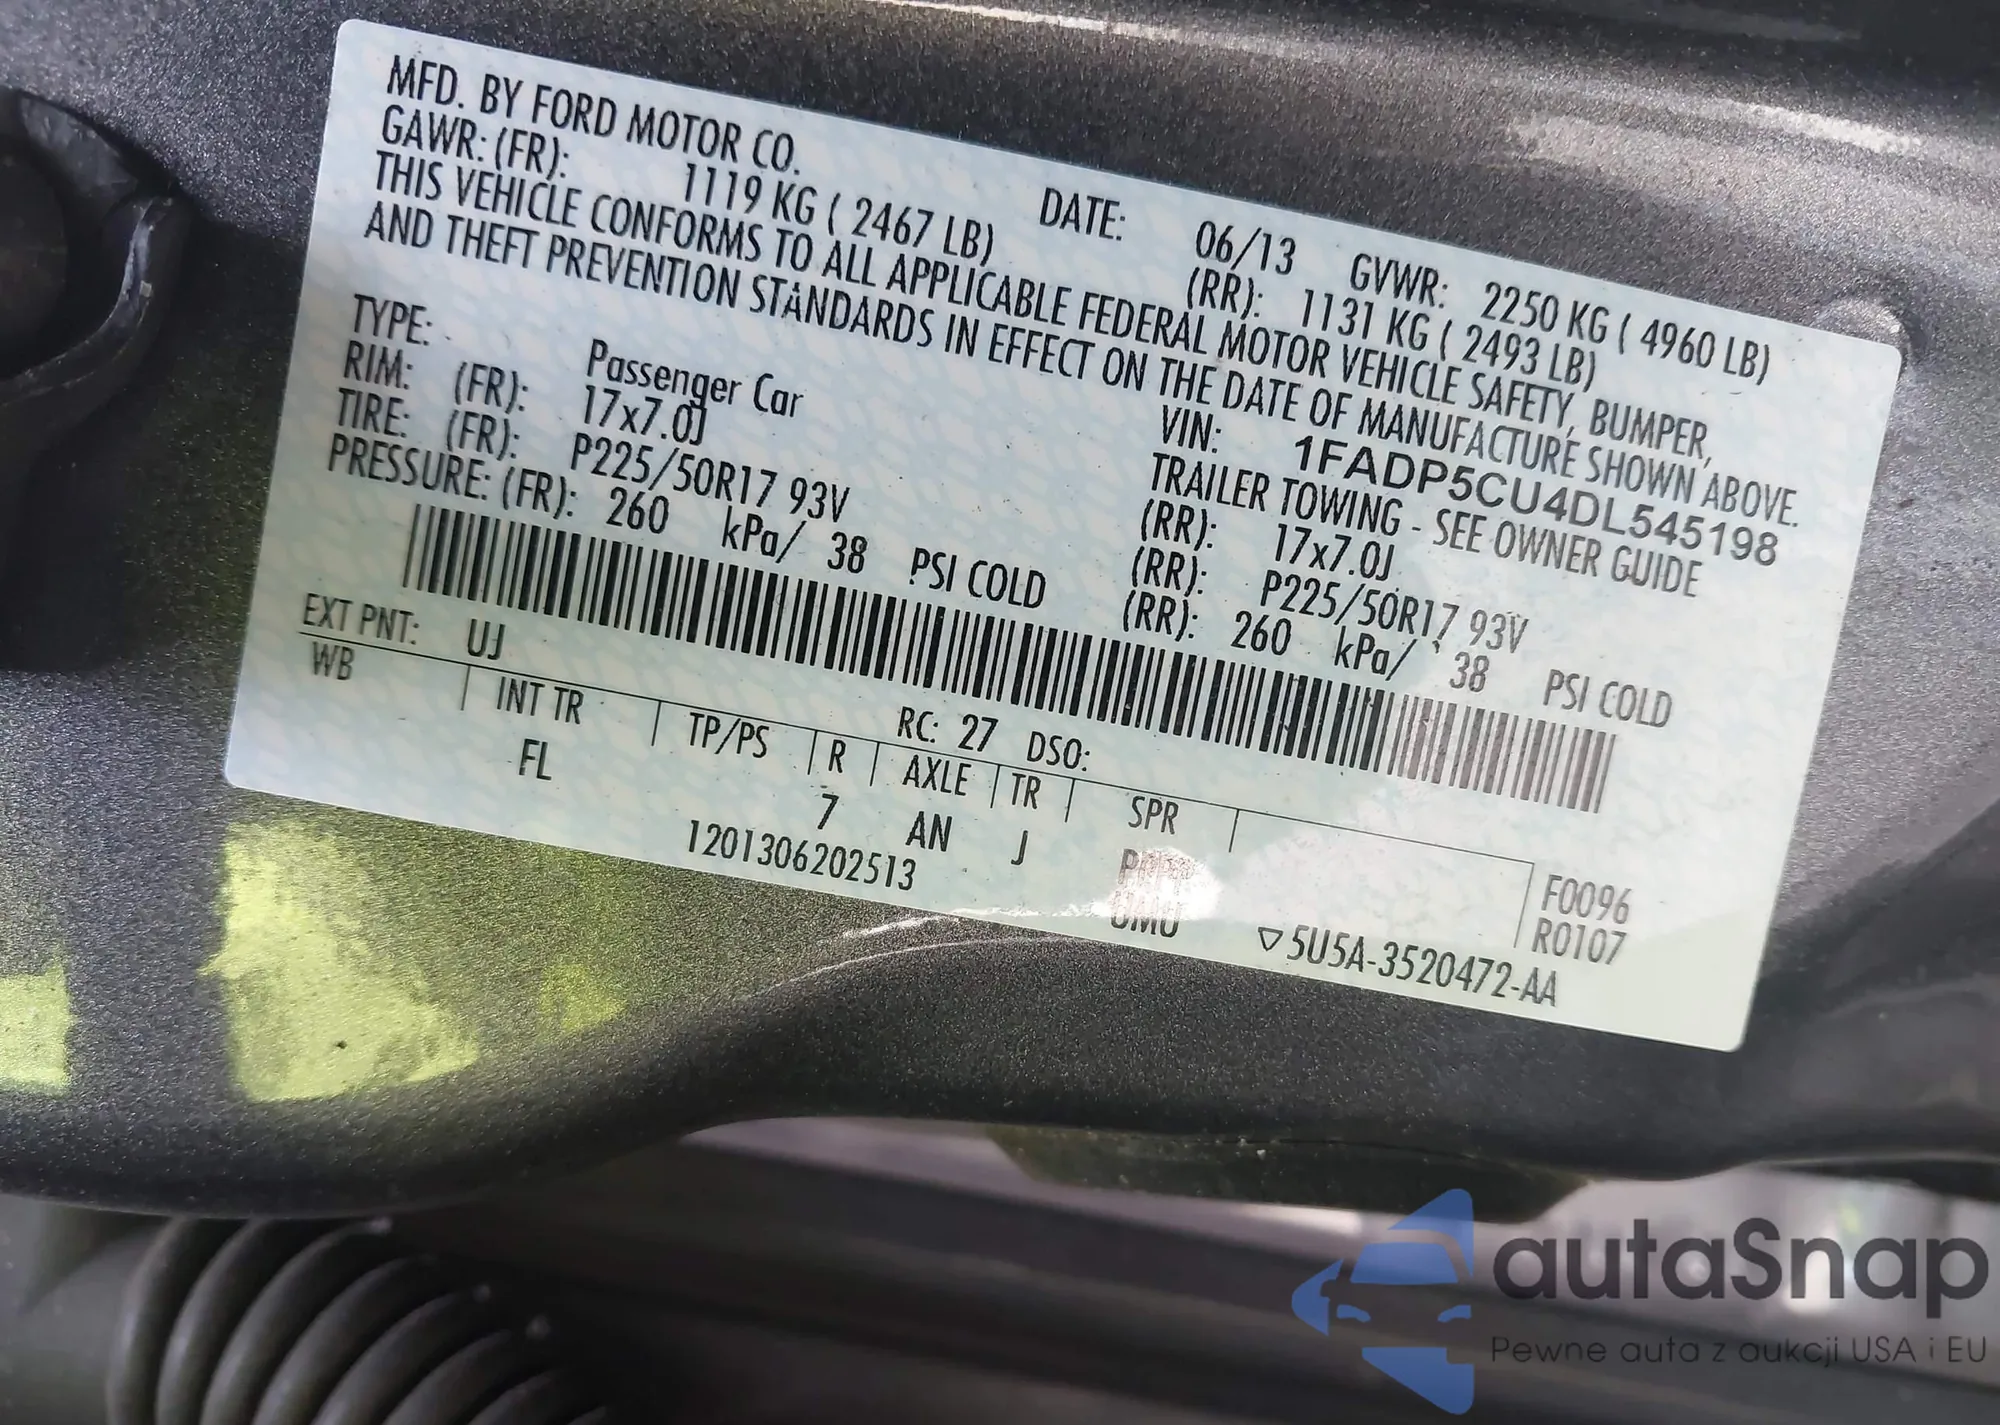 MFD. BY FORD MOTOR CO. DATE: 06/13 GVWR: 2250 KG ( 4960 LB)
GAWR: (FR): 1119 KG ( 2467 LB) (RR): 1131 KG ( 2493 LB)
THIS VEHICLE CONFORMS TO ALL APPLICABLE FEDERAL MOTOR VEHICLE SAFETY, BUMPER,
AND THEFT PREVENTION STANDARDS IN EFFECT ON THE DATE OF MANUFACTURE SHOWN ABOVE.
VIN: 1FADP5CU4DL545198
TYPE: Passenger Car TRAILER TOWING - SEE OWNER GUIDE
RIM: (FR): 17x7.0J (RR): 17x7.0J
TIRE: (FR): P225/50R17 93V (RR): P225/50R17 93V
PRESSURE: (FR): 260 kPa/ 38 PSI COLD (RR): 260 kPa/ 38 PSI COLD
EXT PNT: UJ RC: 27 DSO:
WB INT TR TP/PS R AXLE TR SPR
FL 7 AN J F0096
1201306202513 R0107
▽5U5A-3520472-AA
autaSnap
Pewne auta z aukcji USA i EU